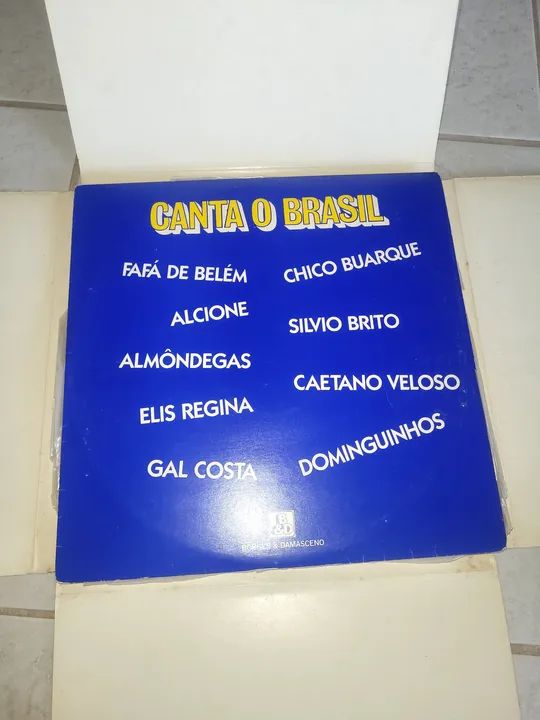 CANTA O BRASIL
FAFÁ DE BELÉM
ALCIONE
ALMÔNDEGAS
ELIS REGINA
GAL COSTA
CHICO BUARQUE
SILVIO BRITO
CAETANO VELOSO
DOMINGUINHOS
& DAMASCENO